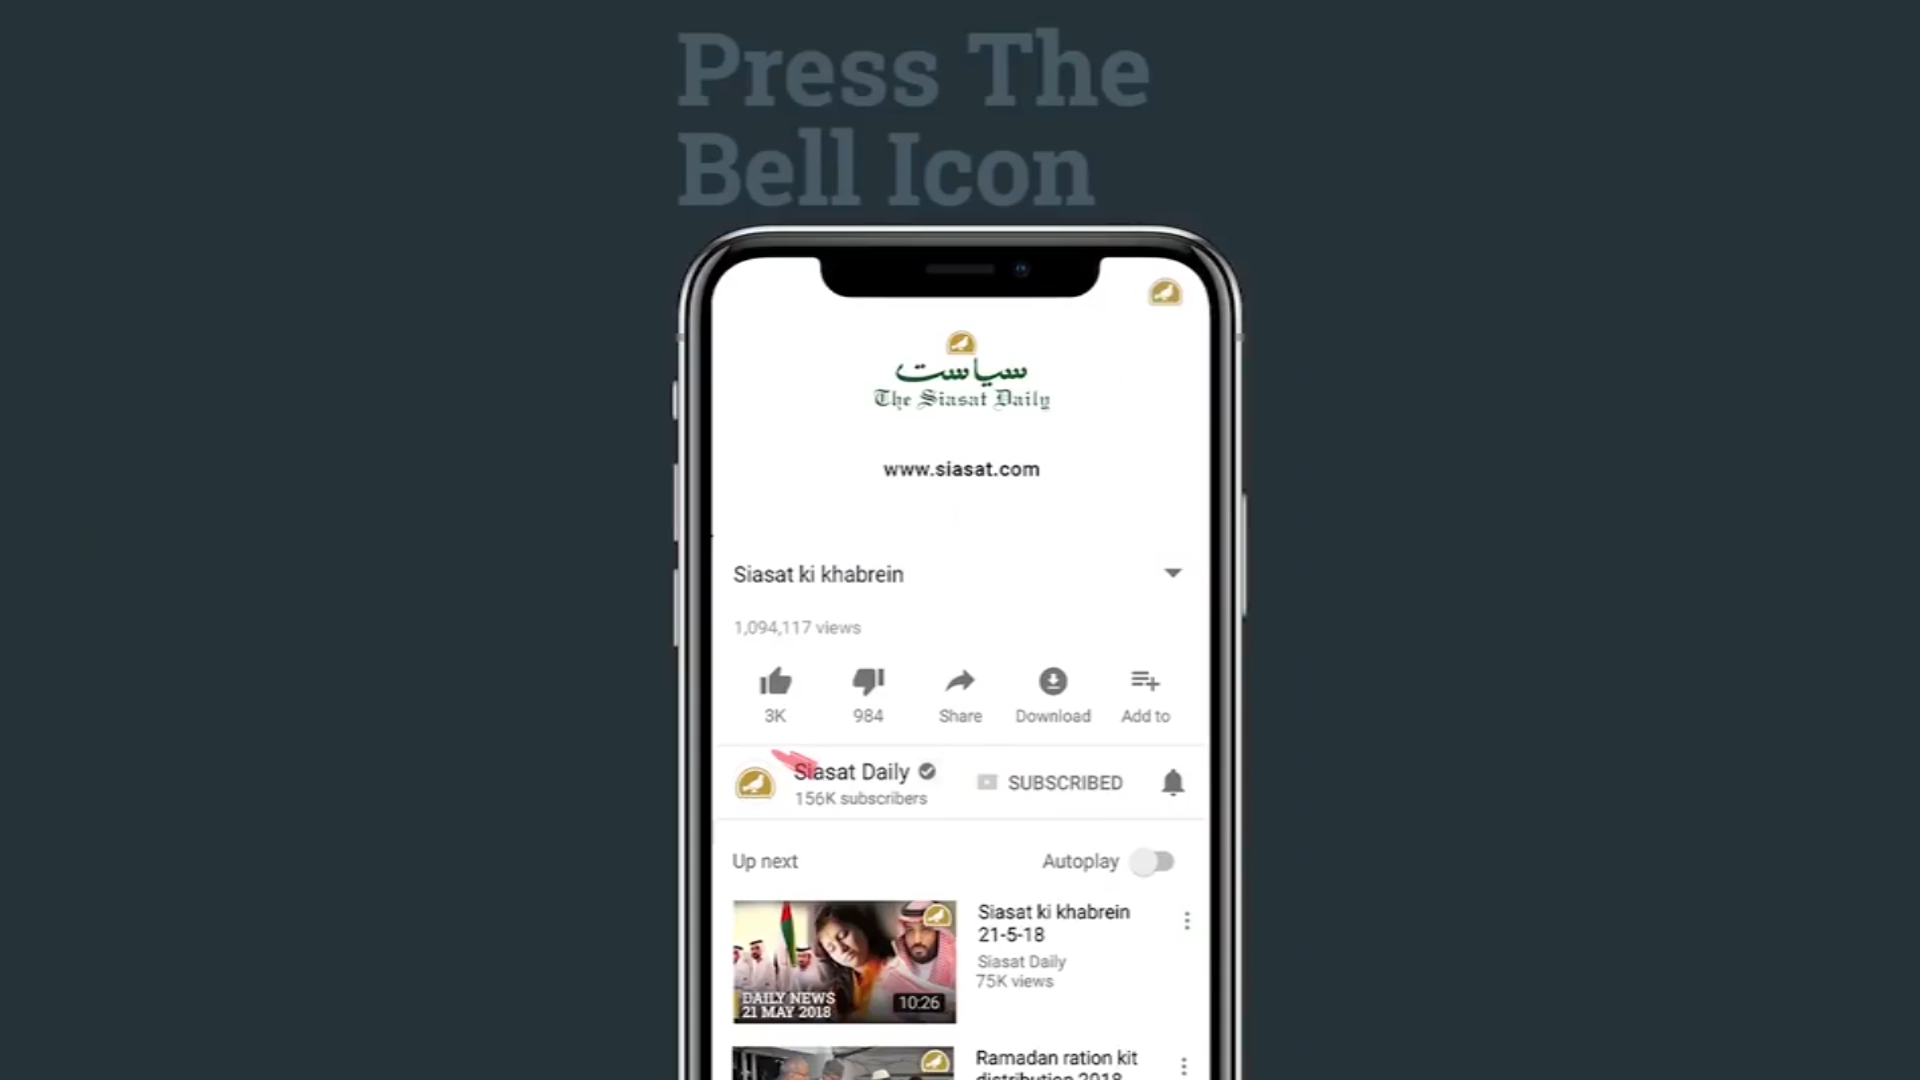 Press The
Bell Icon
سیاست
The Siasat Daily
www.siasat.com
Siasat ki khabrein
1,094,117 views
3K
984
Share
Download
Add to
Siasat Daily
156K subscribers
SUBSCRIBED
Up next
Autoplay
Siasat ki khabrein
21-5-18
Siasat Daily
75K views
DAILY NEWS
21 MAY 2018
10:26
Ramadan ration kit
distribution 2018